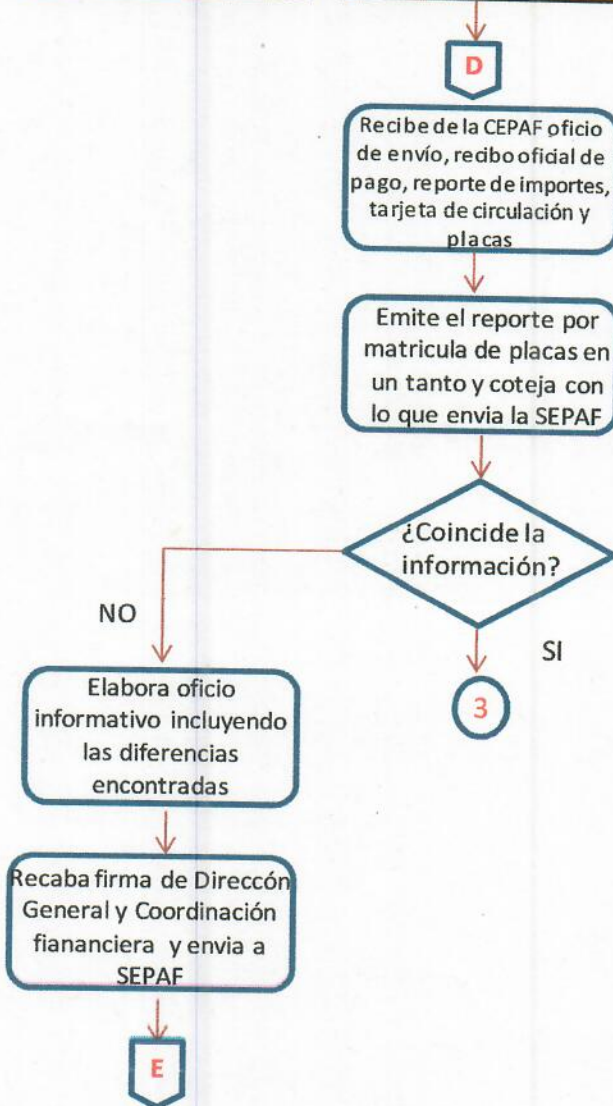 D
Recibe de la CEPAF oficio
de envío, recibo oficial de
pago, reporte de importes,
tarjeta de circulación y
placas
Emite el reporte por
matricula de placas en
un tanto y coteja con
lo que envia la SEPAF
¿Coincide la
información?
NO
SI
3
Elabora oficio
informativo incluyendo
las diferencias
encontradas
Recaba firma de Direccón
General y Coordinación
fiananciera y envia a
SEPAF
E